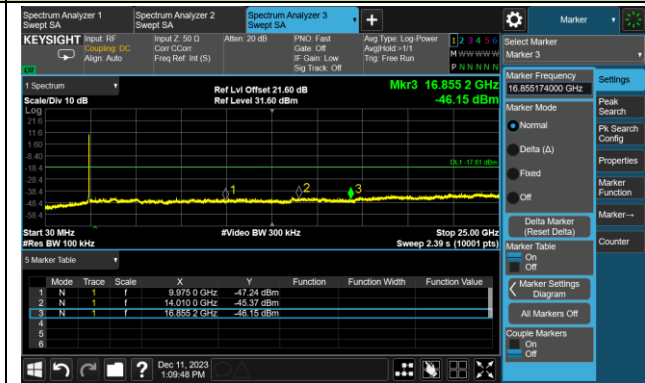 Spectrum Analyzer 1
Swept SA
Spectrum Analyzer 2
Swept SA
Spectrum Analyzer 3
Swept SA
Marker
KEYSIGHT
Input: RF
Coupling: DC
Align: Auto
Input Z: 50 Ω
Corr CCorr
Freq Ref: Int (S)
Atten: 20 dB
PNO: Fast
Gate: Off
IF Gain: Low
Sig Track: Off
Avg Type: Log-Power
Avg|Hold:>1/1
Trig: Free Run
1 2 3 4 5 6
M W W W W W
P N N N N N
Select Marker
Marker 3
1 Spectrum
Scale/Div 10 dB
Ref Lvl Offset 21.60 dB
Ref Level 31.60 dBm
Mkr3 16.855 2 GHz
-46.15 dBm
Log
21.6
11.6
1.60
-8.40
-18.4
-28.4
-38.4
-48.4
-58.4
DL1 -17.81 dBm
1
2
3
Start 30 MHz
#Res BW 100 kHz
#Video BW 300 kHz
Stop 25.00 GHz
Sweep 2.39 s (10001 pts)
5 Marker Table
Mode Trace Scale X Y Function Function Width Function Value
1 N 1 f 9.975 0 GHz -47.24 dBm
2 N 1 f 14.010 0 GHz -45.37 dBm
3 N 1 f 16.855 2 GHz -46.15 dBm
4
5
6
Marker Frequency
16.855174000 GHz
Marker Mode
Normal
Delta (Δ)
Fixed
Off
Delta Marker
(Reset Delta)
Marker Table
On
Off
Marker Settings
Diagram
All Markers Off
Couple Markers
On
Off
Settings
Peak
Search
Pk Search
Config
Properties
Marker
Function
Marker→
Counter
?
Dec 11, 2023
1:09:48 PM